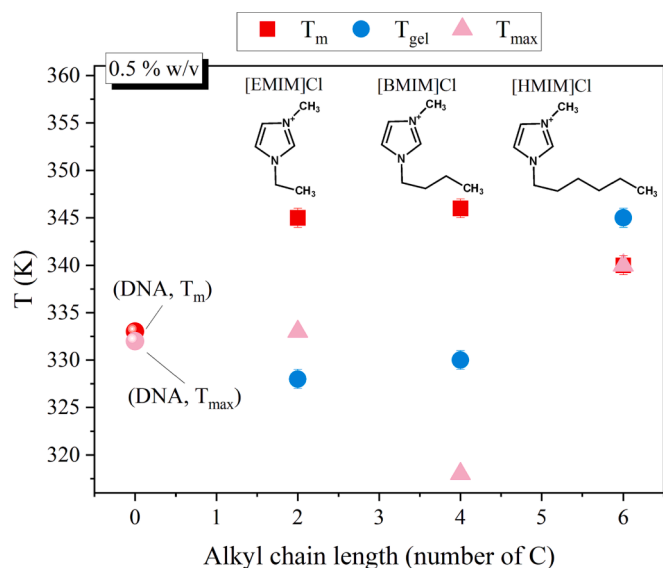 Tm Tgel Tmax
0.5 % w/v
[EMIM]Cl [BMIM]Cl [HMIM]Cl
CH3 CH3 CH3
N+ N+ N+
N N N
CH3 CH3 CH3
(DNA, Tm)
(DNA, Tmax)
360
355
350
345
340
335
330
325
320
T (K)
0 1 2 3 4 5 6
Alkyl chain length (number of C)